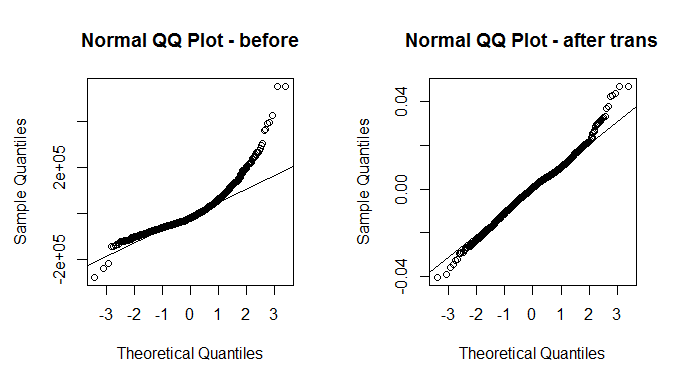 Normal QQ Plot - before
Sample Quantiles
2e+05
-2e+05
-3 -2 -1 0 1 2 3
Theoretical Quantiles
Normal QQ Plot - after trans
Sample Quantiles
0.04
0.00
-0.04
-3 -2 -1 0 1 2 3
Theoretical Quantiles